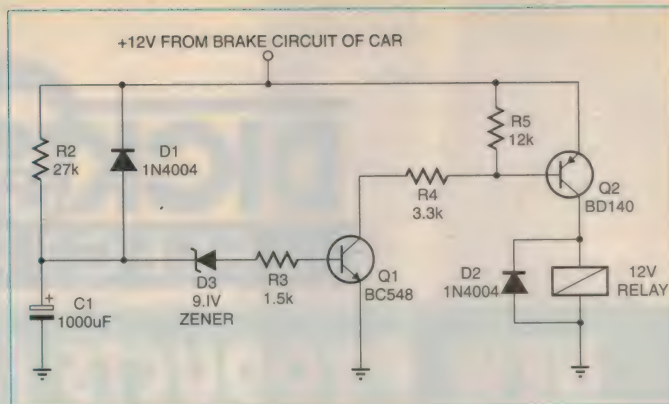 +12V FROM BRAKE CIRCUIT OF CAR
R2
27k
D1
1N4004
R5
12k
R4
3.3k
Q2
BD140
D3
9.IV
ZENER
R3
1.5k
Q1
BC548
D2
1N4004
12V
RELAY
+
C1
1000uF